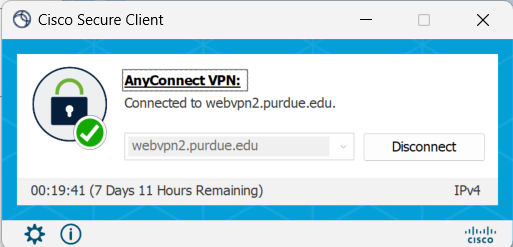 Cisco Secure Client
AnyConnect VPN:
Connected to webvpn2.purdue.edu.
webvpn2.purdue.edu
Disconnect
00:19:41 (7 Days 11 Hours Remaining)
IPv4
cisco